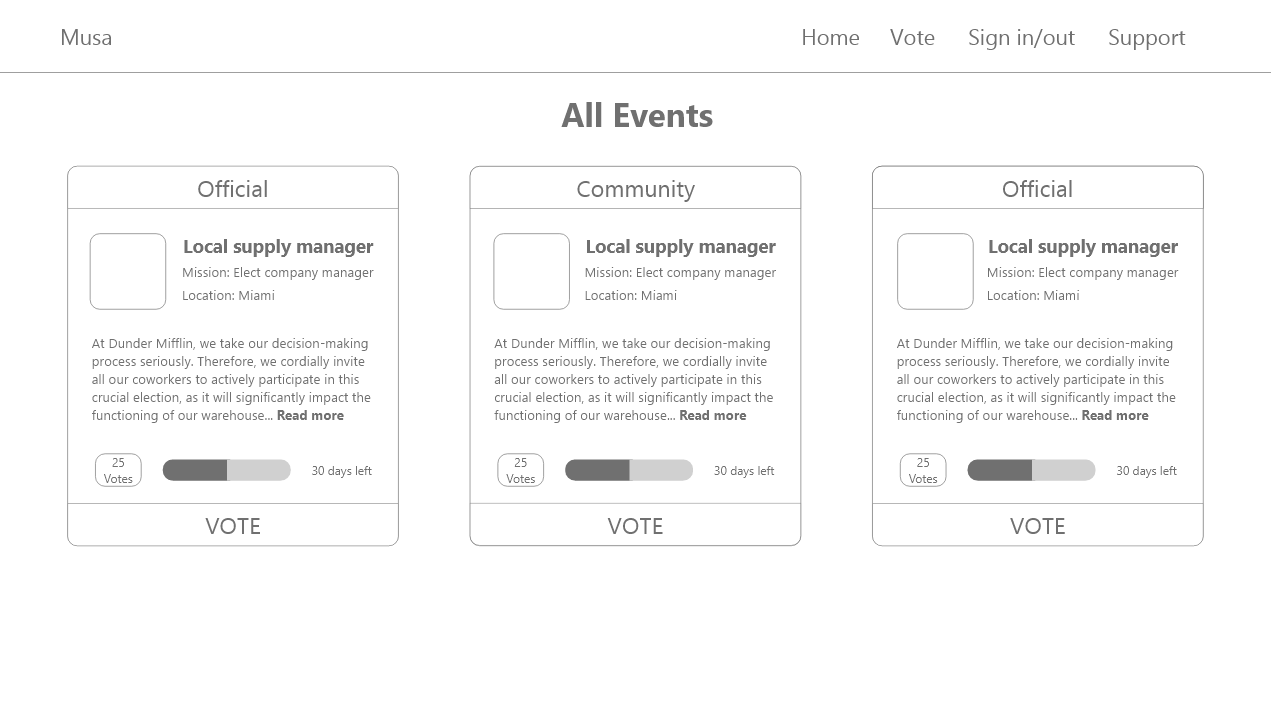 Musa
Home Vote Sign in/out Support
All Events
Official
Local supply manager
Mission: Elect company manager
Location: Miami
At Dunder Mifflin, we take our decision-making
process seriously. Therefore, we cordially invite
all our coworkers to actively participate in this
crucial election, as it will significantly impact the
functioning of our warehouse... Read more
25
Votes
30 days left
VOTE
Community
Local supply manager
Mission: Elect company manager
Location: Miami
At Dunder Mifflin, we take our decision-making
process seriously. Therefore, we cordially invite
all our coworkers to actively participate in this
crucial election, as it will significantly impact the
functioning of our warehouse... Read more
25
Votes
30 days left
VOTE
Official
Local supply manager
Mission: Elect company manager
Location: Miami
At Dunder Mifflin, we take our decision-making
process seriously. Therefore, we cordially invite
all our coworkers to actively participate in this
crucial election, as it will significantly impact the
functioning of our warehouse... Read more
25
Votes
30 days left
VOTE